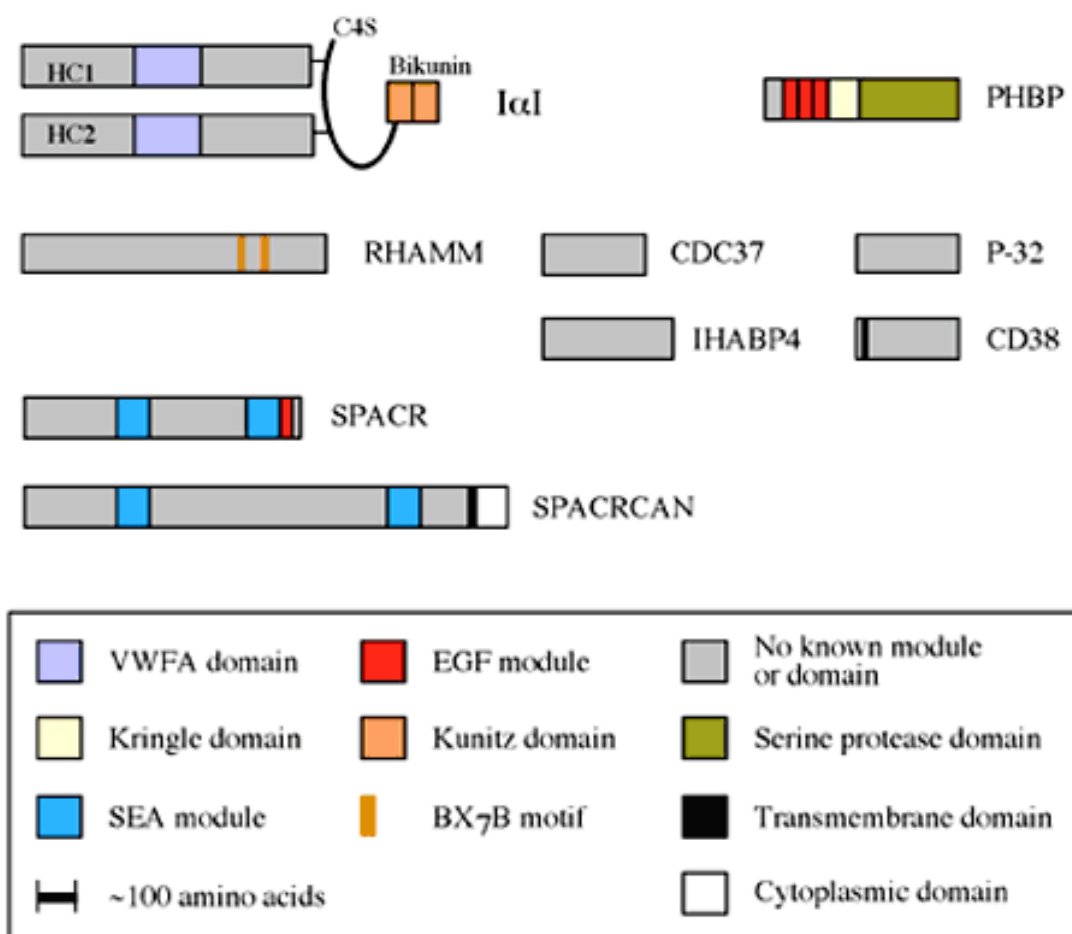 C4S
HC1
Bikunin
IαI
PHBP
HC2
RHAMM
CDC37
P-32
IHABP4
CD38
SPACR
SPACRCAN
VWFA domain
EGF module
No known module
or domain
Kringle domain
Kunitz domain
Serine protease domain
SEA module
BX7B motif
Transmembrane domain
~100 amino acids
Cytoplasmic domain